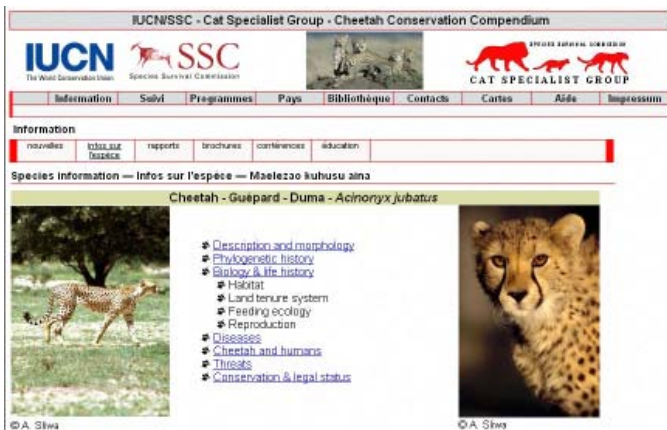 IUCN/SSC - Cat Specialist Group - Cheetah Conservation Compendium
IUCN
The World Conservation Union
SSC
Species Survival Commission
SPECIES SURVIVAL COMMISSION
CAT SPECIALIST GROUP
Information Suivi Programmes Pays Bibliothèque Contacts Cartes Aide Impressum
Information
nouvelles infos sur l'espèce rapports brochures conférences éducation
Species information — Infos sur l'espèce — Maelezao kuhusu aina
Cheetah - Guépard - Duma - Acinonyx jubatus
Description and morphology
Phylogenetic history
Biology & life history
Habitat
Land tenure system
Feeding ecology
Reproduction
Diseases
Cheetah and humans
Threats
Conservation & legal status
© A. Sliwa
© A. Sliwa